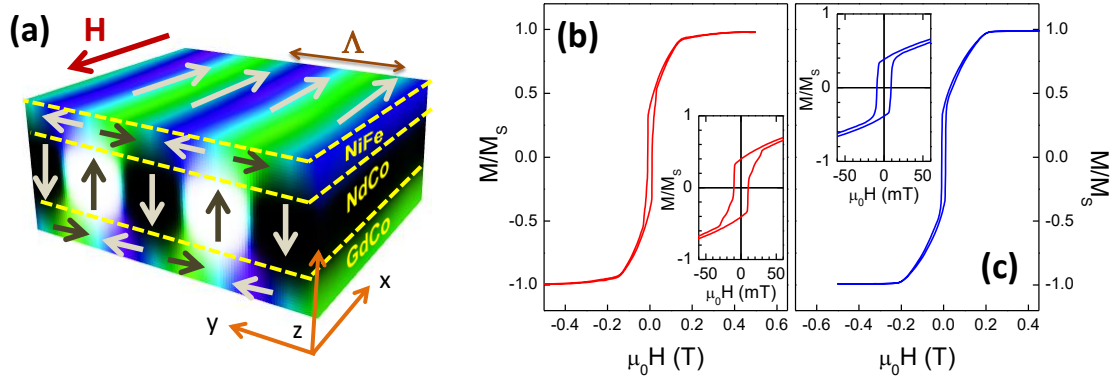 (a)
H
Λ
NiFe
NdCo
GdCo
x
y
z
(b)
M/M_S
1.0
0.5
0.0
-0.5
-1.0
-0.4 -0.2 0.0 0.2 0.4
μ₀H (T)
M/M_S
1
0
-1
-50 0 50
μ₀H (mT)
(c)
M/M_S
1.0
0.5
0.0
-0.5
-1.0
-0.6 -0.4 -0.2 0.0 0.2 0.4
μ₀H (T)
M/M_S
1
0
-1
-50 0 50
μ₀H (mT)